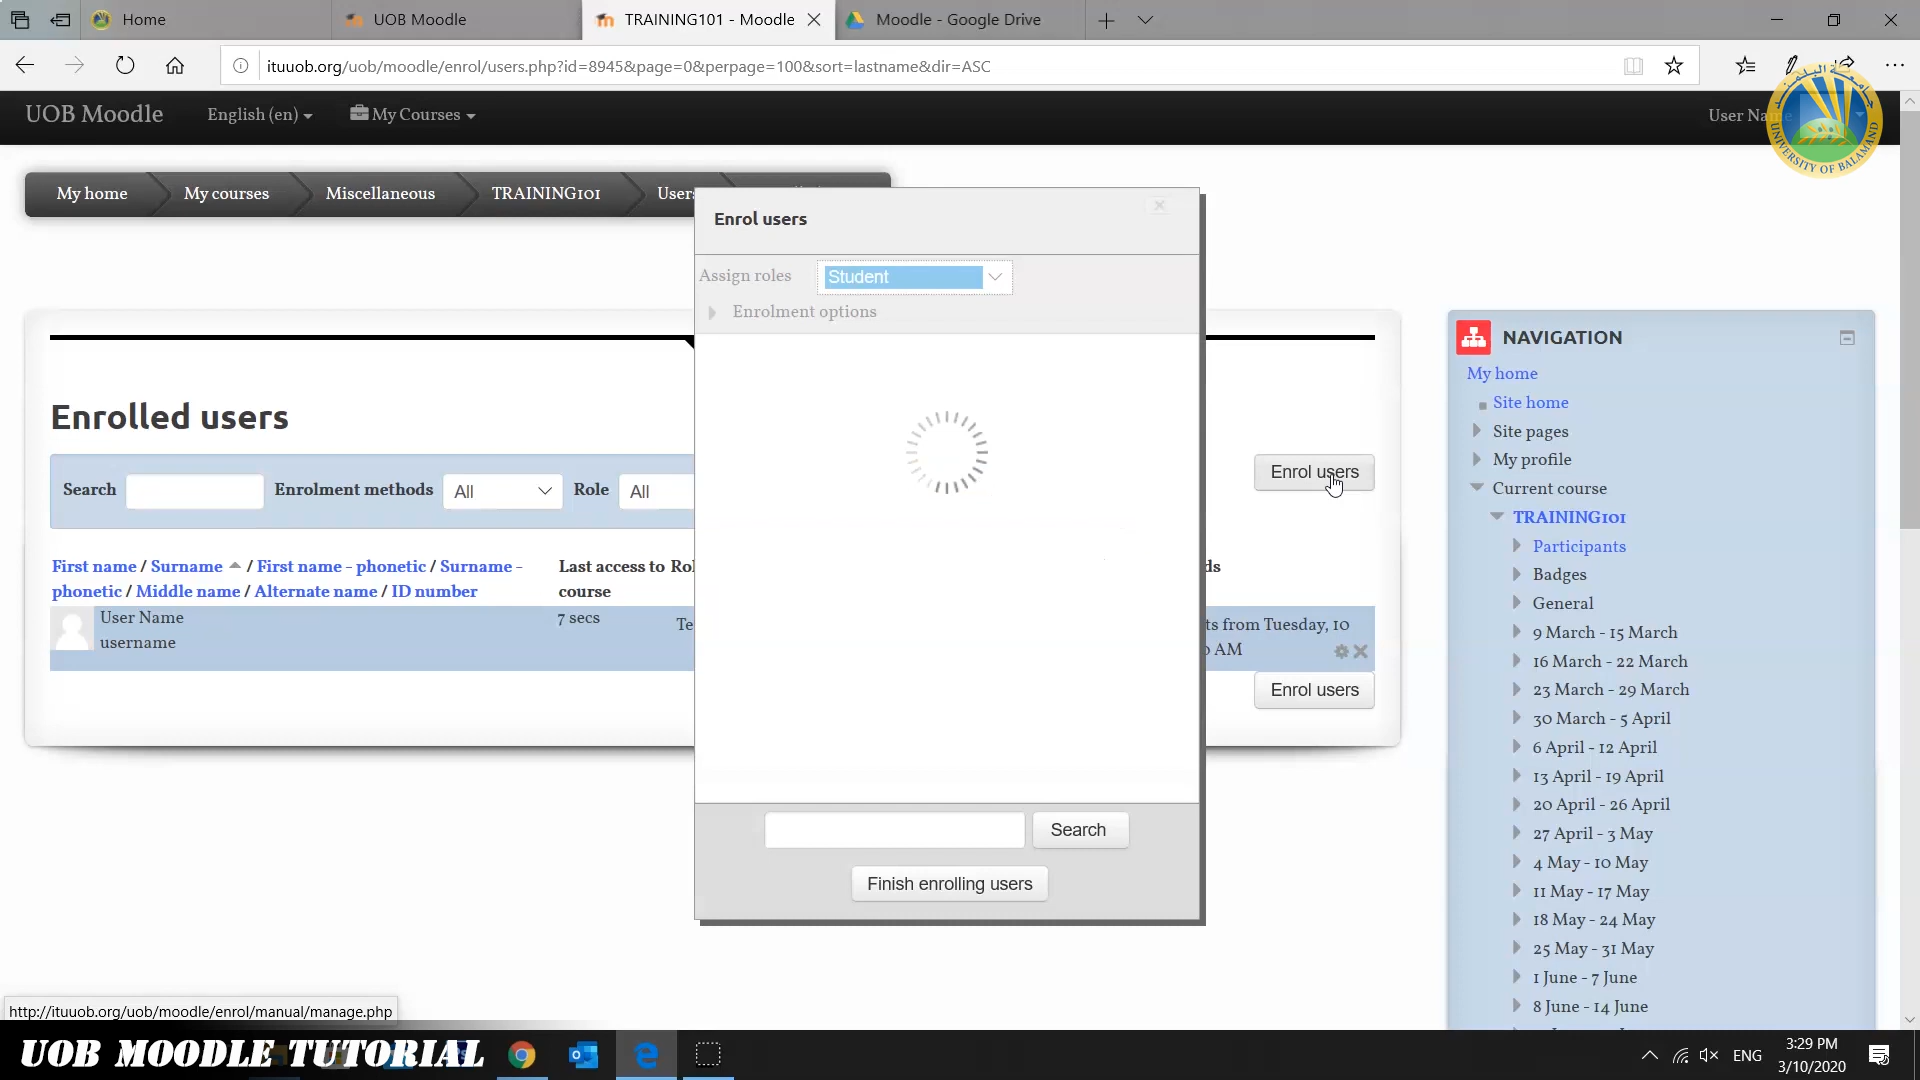 Home
UOB Moodle
TRAINING101 - Moodle
Moodle - Google Drive
ituuob.org/uob/moodle/enrol/users.php?id=8945&page=0&perpage=100&sort=lastname&dir=ASC
UOB Moodle
English (en)
My Courses
User Na
جامعة البلمند
UNIVERSITY OF BALAMAND
My home
My courses
Miscellaneous
TRAINING101
Users
Enrol users
Assign roles
Student
Enrolment options
Enrolled users
Search
Enrolment methods
All
Role
All
Enrol users
First name / Surname / First name - phonetic / Surname -
phonetic / Middle name / Alternate name / ID number
Last access to
course
Rol
ds
User Name
username
7 secs
Te
ts from Tuesday, 10
0 AM
Enrol users
Search
Finish enrolling users
NAVIGATION
My home
Site home
Site pages
My profile
Current course
TRAINING101
Participants
Badges
General
9 March - 15 March
16 March - 22 March
23 March - 29 March
30 March - 5 April
6 April - 12 April
13 April - 19 April
20 April - 26 April
27 April - 3 May
4 May - 10 May
11 May - 17 May
18 May - 24 May
25 May - 31 May
1 June - 7 June
8 June - 14 June
http://ituuob.org/uob/moodle/enrol/manual/manage.php
UOB MOODLE TUTORIAL
ENG
3:29 PM
3/10/2020